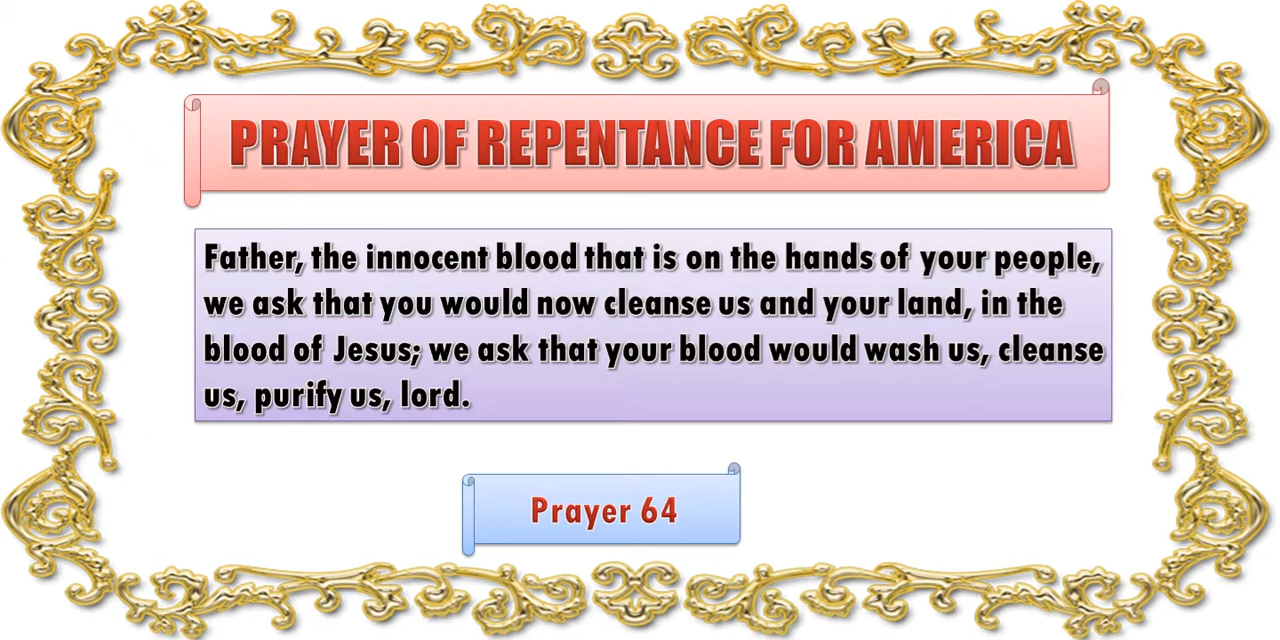 PRAYER OF REPENTANCE FOR AMERICA
Father, the innocent blood that is on the hands of your people,
we ask that you would now cleanse us and your land, in the
blood of Jesus; we ask that your blood would wash us, cleanse
us, purify us, lord.
Prayer 64